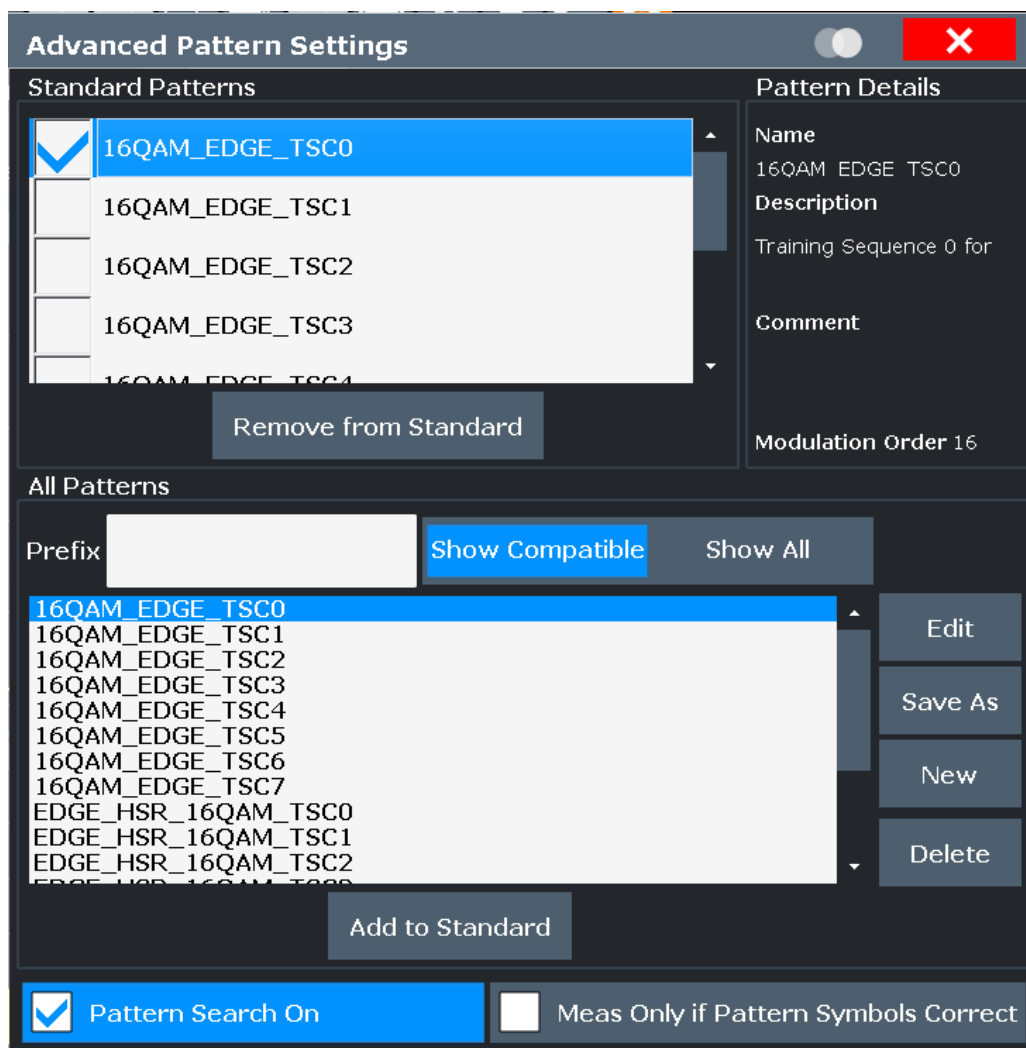 Advanced Pattern Settings
Standard Patterns
16QAM_EDGE_TSC0
16QAM_EDGE_TSC1
16QAM_EDGE_TSC2
16QAM_EDGE_TSC3
16QAM_EDGE_TSC4
Remove from Standard
Pattern Details
Name
16QAM_EDGE_TSC0
Description
Training Sequence 0 for
Comment
Modulation Order 16
All Patterns
Prefix
Show Compatible
Show All
16QAM_EDGE_TSC0
16QAM_EDGE_TSC1
16QAM_EDGE_TSC2
16QAM_EDGE_TSC3
16QAM_EDGE_TSC4
16QAM_EDGE_TSC5
16QAM_EDGE_TSC6
16QAM_EDGE_TSC7
EDGE_HSR_16QAM_TSC0
EDGE_HSR_16QAM_TSC1
EDGE_HSR_16QAM_TSC2
Edit
Save As
New
Delete
Add to Standard
Pattern Search On
Meas Only if Pattern Symbols Correct